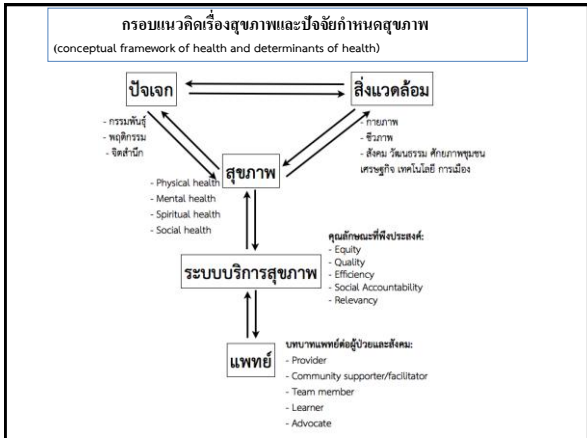 กรอบแนวคิดเรื่องสุขภาพและปัจจัยกำหนดสุขภาพ
(conceptual framework of health and determinants of health)
ปัจเจก
สิ่งแวดล้อม
- กรรมพันธุ์
- พฤติกรรม
- จิตสำนึก
- กายภาพ
- ชีวภาพ
- สังคม วัฒนธรรม ศักยภาพชุมชน
เศรษฐกิจ เทคโนโลยี การเมือง
สุขภาพ
- Physical health
- Mental health
- Spiritual health
- Social health
ระบบบริการสุขภาพ
คุณลักษณะที่พึงประสงค์:
- Equity
- Quality
- Efficiency
- Social Accountability
- Relevancy
แพทย์
บทบาทแพทย์ต่อผู้ป่วยและสังคม:
- Provider
- Community supporter/facilitator
- Team member
- Learner
- Advocate